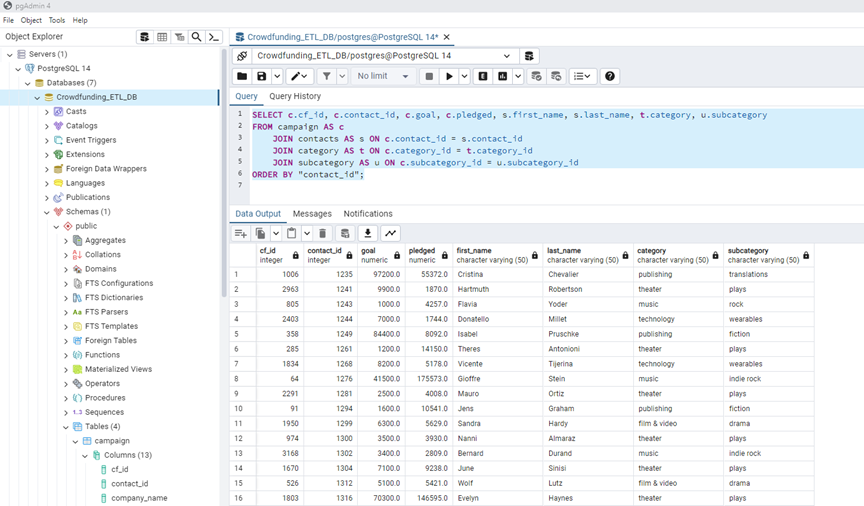 pgAdmin 4
File Object Tools Help
Object Explorer
Servers (1)
PostgreSQL 14
Databases (7)
Crowdfunding_ETL_DB
Casts
Catalogs
Event Triggers
Extensions
Foreign Data Wrappers
Languages
Publications
Schemas (1)
public
Aggregates
Collations
Domains
FTS Configurations
FTS Dictionaries
FTS Parsers
FTS Templates
Foreign Tables
Functions
Materialized Views
Operators
Procedures
Sequences
Tables (4)
campaign
Columns (13)
cf_id
contact_id
company_name
Crowdfunding_ETL_DB/postgres@PostgreSQL 14*
Crowdfunding_ETL_DB/postgres@PostgreSQL 14
No limit
Query Query History
1 SELECT c.cf_id, c.contact_id, c.goal, c.pledged, s.first_name, s.last_name, t.category, u.subcategory
2 FROM campaign AS c
3 JOIN contacts AS s ON c.contact_id = s.contact_id
4 JOIN category AS t ON c.category_id = t.category_id
5 JOIN subcategory AS u ON c.subcategory_id = u.subcategory_id
6 ORDER BY "contact_id";
7
Data Output Messages Notifications
cf_id contact_id goal pledged first_name last_name category subcategory
integer integer numeric numeric character varying (50) character varying (50) character varying (50) character varying (50)
1 1006 1235 97200.0 55372.0 Cristina Chevalier publishing translations
2 2963 1241 9900.0 1870.0 Hartmuth Robertson theater plays
3 805 1243 1000.0 4257.0 Flavia Yoder music rock
4 2403 1244 7000.0 1744.0 Donatello Millet technology wearables
5 358 1249 84400.0 8092.0 Isabel Pruschke publishing fiction
6 285 1261 1200.0 14150.0 Theres Antonioni theater plays
7 1834 1268 8200.0 5178.0 Vicente Tijerina technology wearables
8 64 1276 41500.0 175573.0 Gioffre Stein music indie rock
9 2291 1281 2500.0 4008.0 Mauro Ortiz theater plays
10 91 1294 1600.0 10541.0 Jens Graham publishing fiction
11 1950 1299 6300.0 5629.0 Sandra Hardy film & video drama
12 974 1300 3500.0 3930.0 Nanni Almaraz theater plays
13 3168 1302 3400.0 2809.0 Bernard Durand music indie rock
14 1670 1304 7100.0 9238.0 June Sinisi theater plays
15 526 1312 5100.0 5421.0 Wolf Lutz film & video drama
16 1803 1316 70300.0 146595.0 Evelyn Haynes theater plays